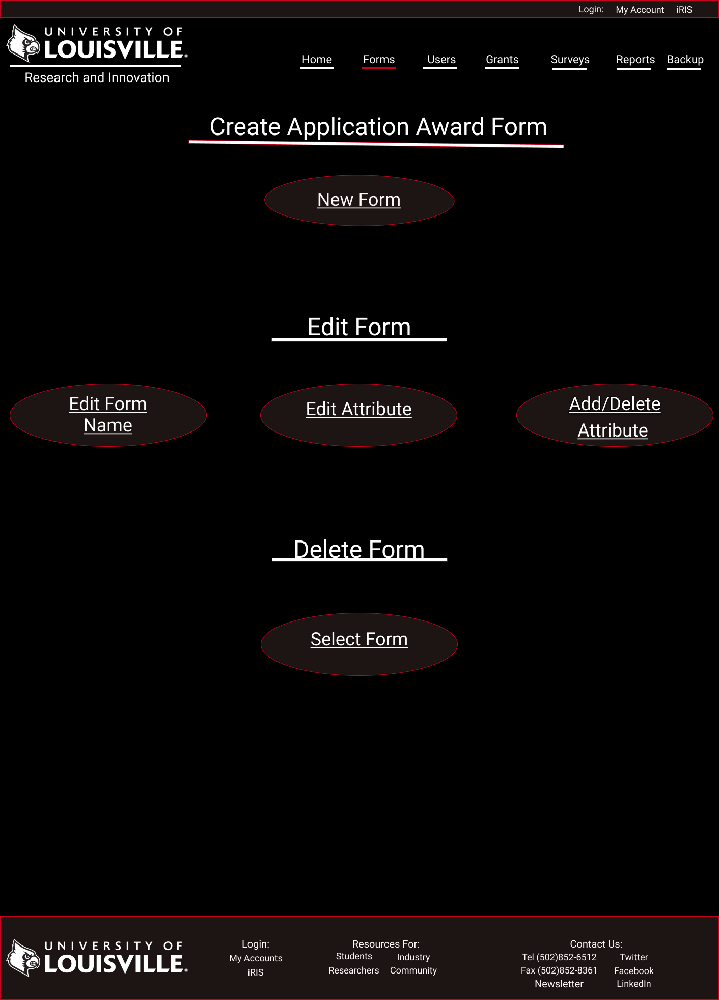 Login: My Account iRIS
UNIVERSITY OF
LOUISVILLE®
Research and Innovation
Home Forms Users Grants Surveys Reports Backup
Create Application Award Form
New Form
Edit Form
Edit Form
Name
Edit Attribute
Add/Delete
Attribute
Delete Form
Select Form
UNIVERSITY OF
LOUISVILLE®
Login:
My Accounts
iRIS
Resources For:
Students Industry
Researchers Community
Contact Us:
Tel (502)852-6512 Twitter
Fax (502)852-8361 Facebook
Newsletter LinkedIn